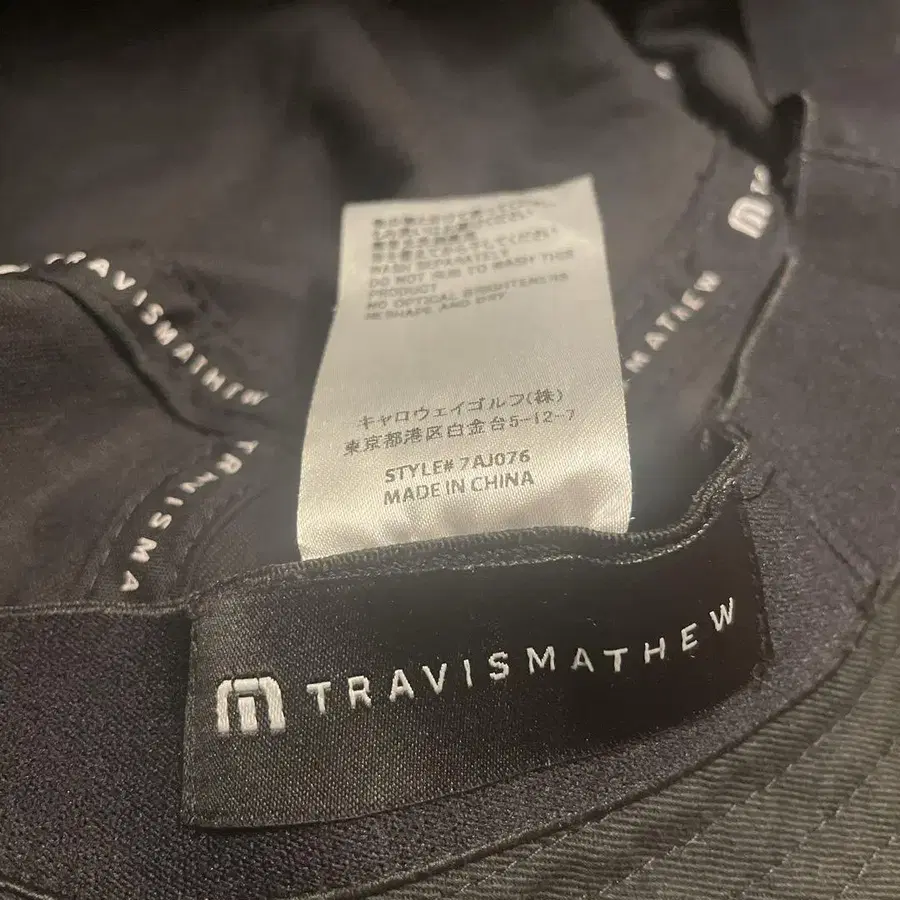 WASH SEPARATELY
DO NOT RUB TO WASH THIS
PRODUCT
NO OPTICAL BRIGHTENERS
RESHAPE AND DRY
キャロウェイゴルフ(株)
東京都港区白金台5-12-7
STYLE# 7AJ076
MADE IN CHINA
TRAVISMATHEW
TRAVISMATHEW
TRAVISMA
MATHEW